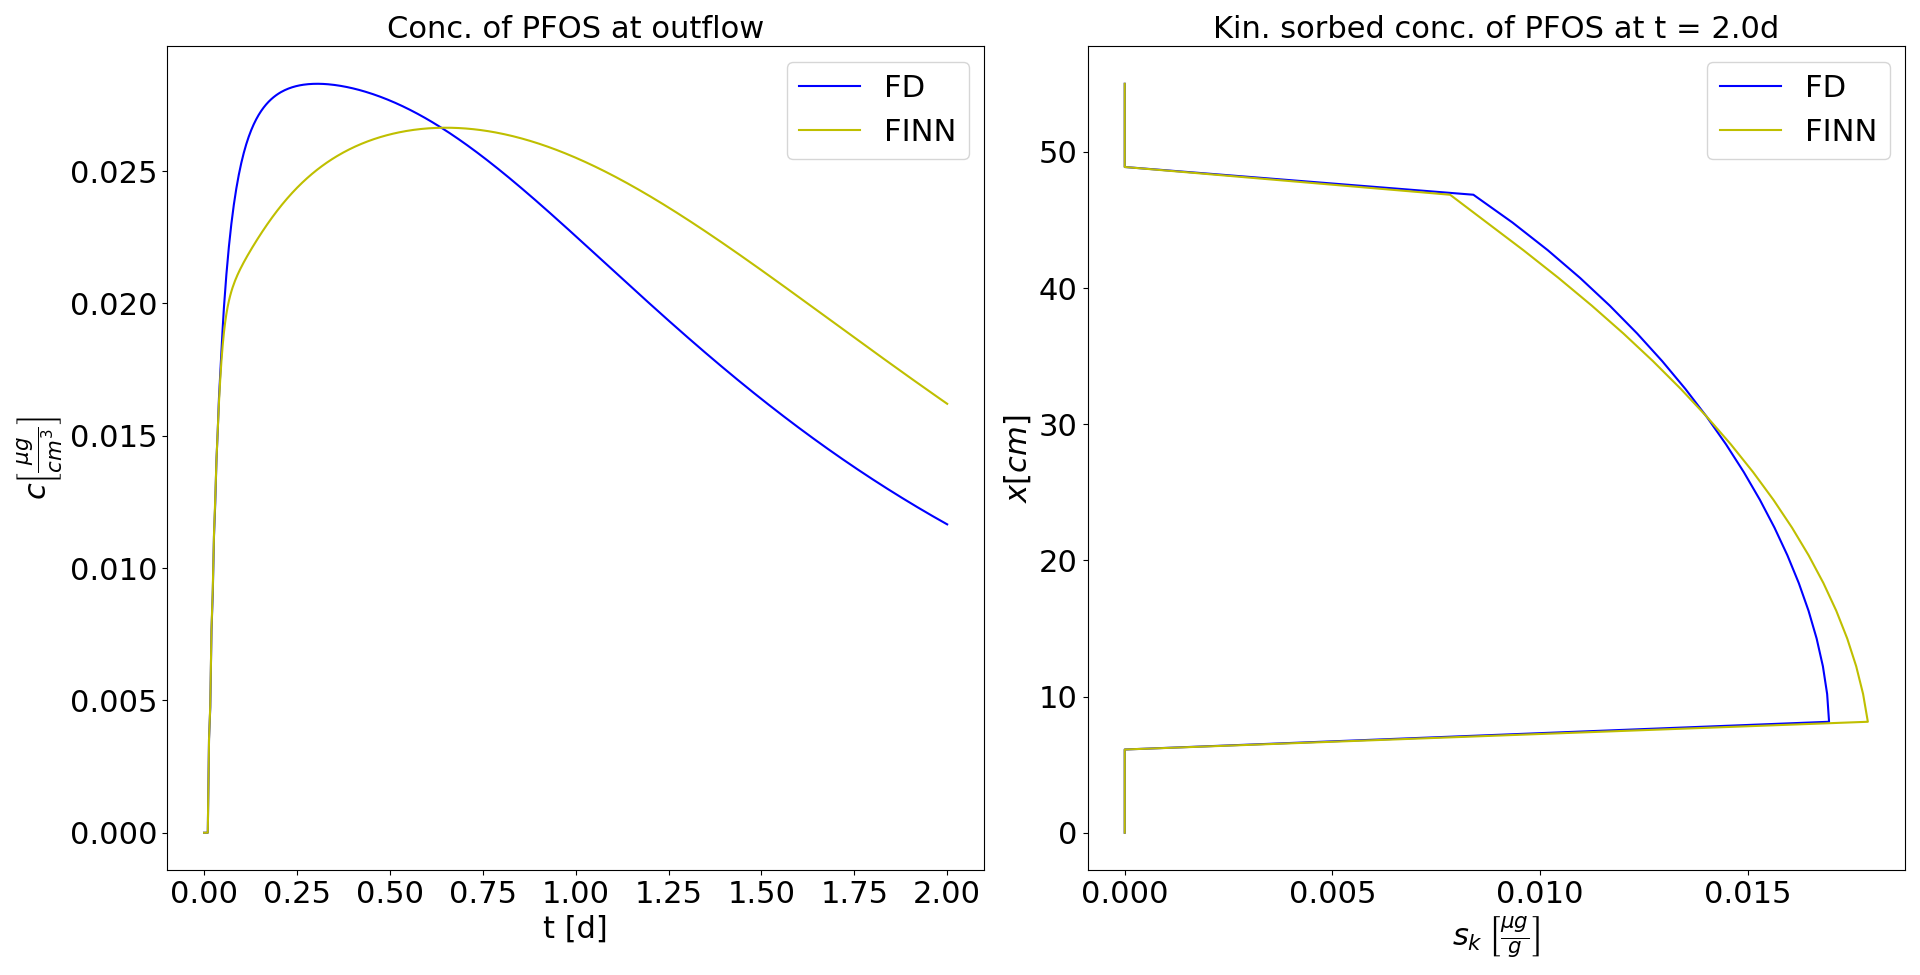 Conc. of PFOS at outflow
FD
FINN
0.025
0.020
0.015
0.010
0.005
0.000
c[μg/cm³]
0.00 0.25 0.50 0.75 1.00 1.25 1.50 1.75 2.00
t [d]
Kin. sorbed conc. of PFOS at t = 2.0d
FD
FINN
50
40
30
20
10
0
x[cm]
0.000 0.005 0.010 0.015
s_k [μg/g]